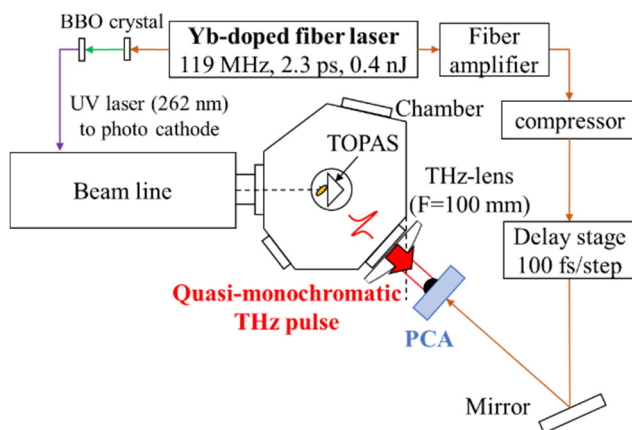 BBO crystal
Yb-doped fiber laser
119 MHz, 2.3 ps, 0.4 nJ
Fiber
amplifier
UV laser (262 nm)
to photo cathode
Chamber
compressor
TOPAS
Beam line
THz-lens
(F=100 mm)
Delay stage
100 fs/step
Quasi-monochromatic
THz pulse
PCA
Mirror